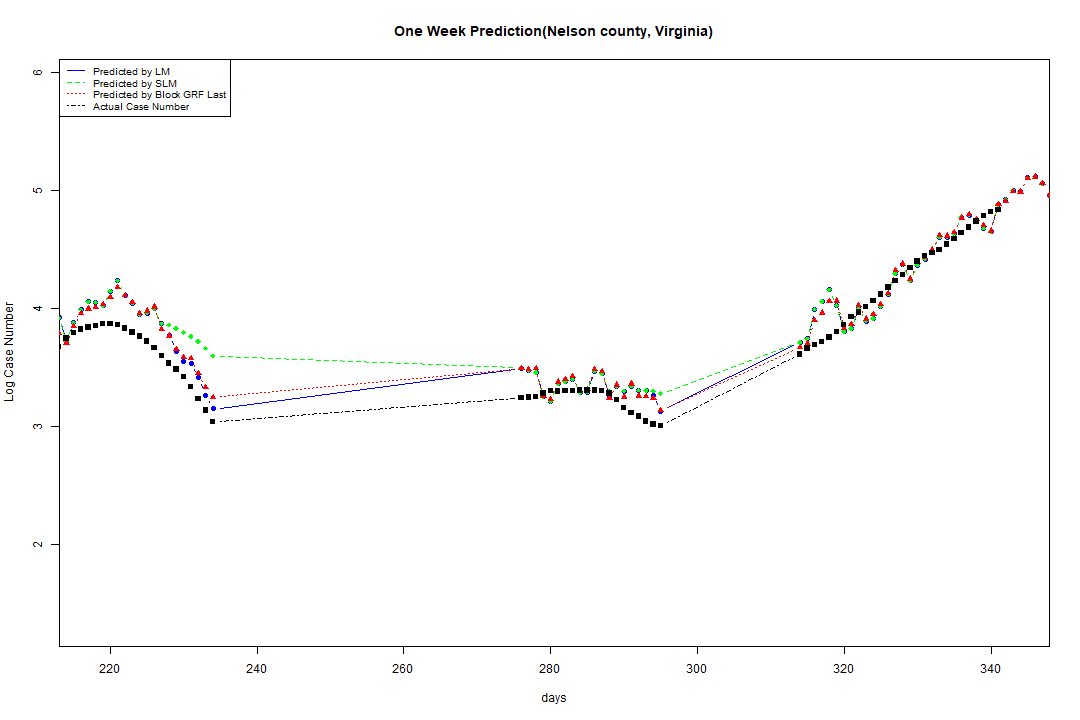 One Week Prediction(Nelson county, Virginia)
Predicted by LM
Predicted by SLM
Predicted by Block GRF Last
Actual Case Number
Log Case Number
6
5
4
3
2
220 240 260 280 300 320 340
days